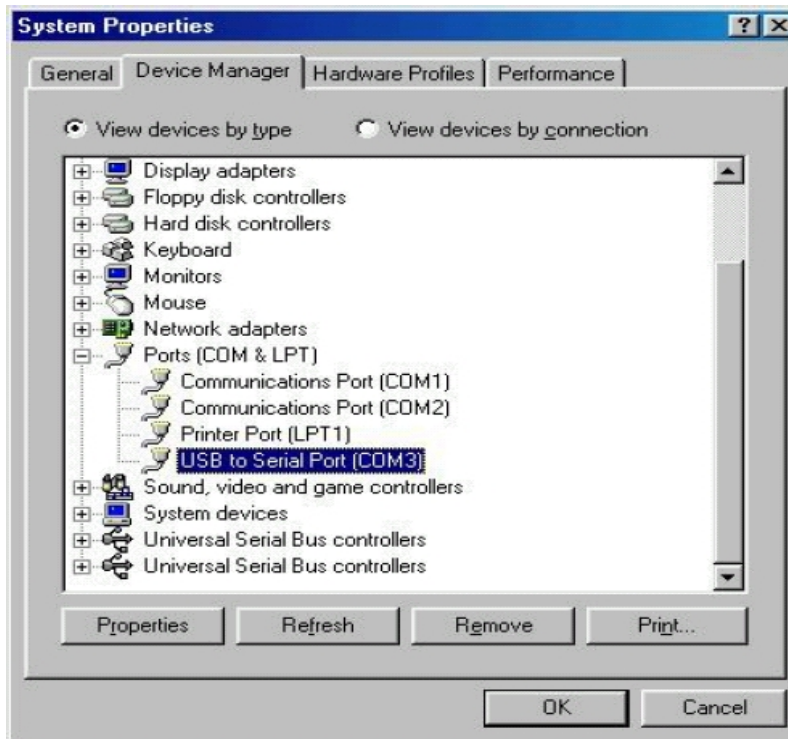 System Properties
General Device Manager Hardware Profiles Performance
View devices by type View devices by connection
Display adapters
Floppy disk controllers
Hard disk controllers
Keyboard
Monitors
Mouse
Network adapters
Ports (COM & LPT)
Communications Port (COM1)
Communications Port (COM2)
Printer Port (LPT1)
USB to Serial Port (COM3)
Sound, video and game controllers
System devices
Universal Serial Bus controllers
Universal Serial Bus controllers
Properties Refresh Remove Print...
OK Cancel